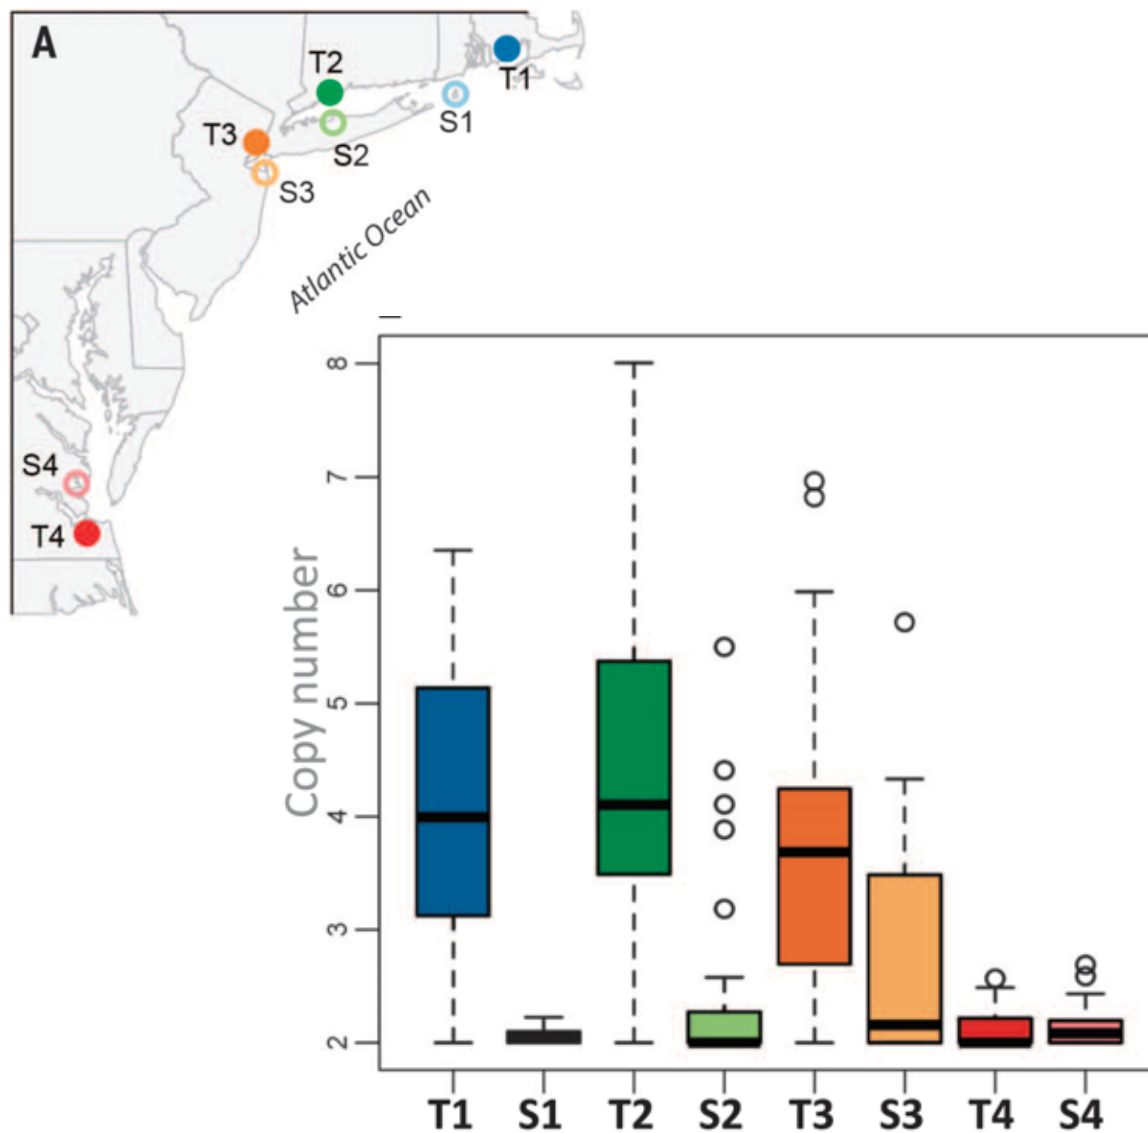 A
T2
T1
S1
T3
S2
S3
Atlantic Ocean
S4
T4
Copy number
8
7
6
5
4
3
2
T1 S1 T2 S2 T3 S3 T4 S4